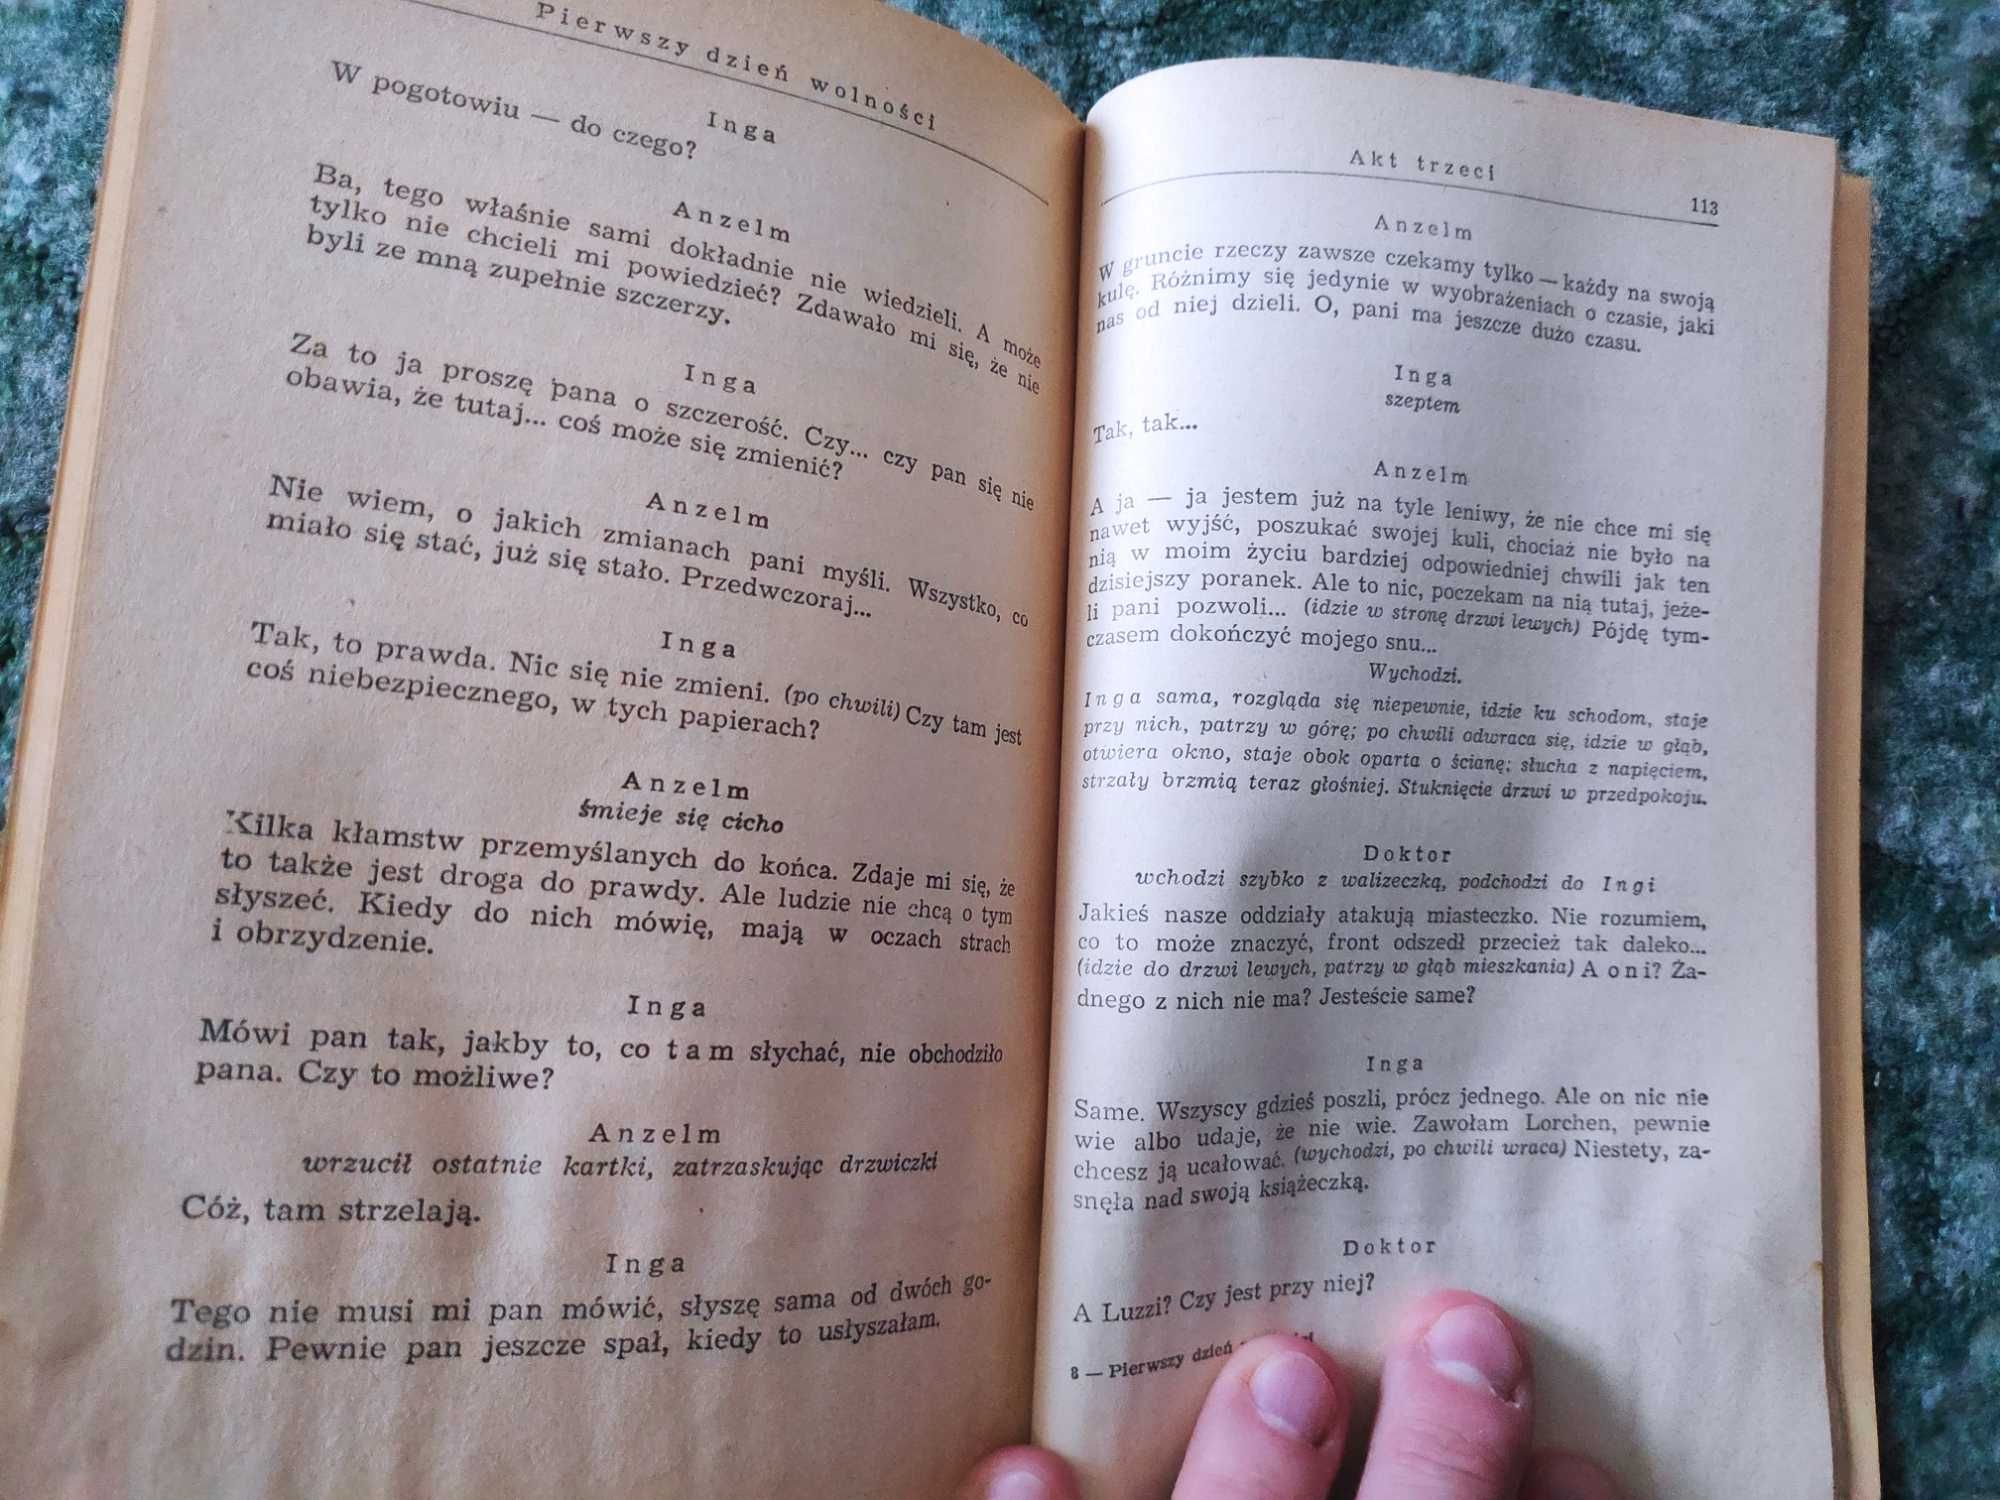 Pierwszy dzień wolności
Inga
W pogotowiu — do czego?
Anzelm
Ba, tego właśnie sami dokładnie nie wiedzieli. A może
tylko nie chcieli mi powiedzieć? Zdawało mi się, że nie
byli ze mną zupełnie szczerzy.
Inga
Za to ja proszę pana o szczerość. Czy... czy pan się nie
obawia, że tutaj... coś może się zmienić?
Anzelm
Nie wiem, o jakich zmianach pani myśli. Wszystko, co
miało się stać, już się stało. Przedwczoraj...
Inga
Tak, to prawda. Nic się nie zmieni. (po chwili) Czy tam jest
coś niebezpiecznego, w tych papierach?
Anzelm
śmieje się cicho
Kilka kłamstw przemyślanych do końca. Zdaje mi się, że
to także jest droga do prawdy. Ale ludzie nie chcą o tym
słyszeć. Kiedy do nich mówię, mają w oczach strach
i obrzydzenie.
Inga
Mówi pan tak, jakby to, co tam słychać, nie obchodziło
pana. Czy to możliwe?
Anzelm
wrzucił ostatnie kartki, zatrzaskując drzwiczki
Cóż, tam strzelają.
Inga
Tego nie musi mi pan mówić, słyszę sama od dwóch go-
dzin. Pewnie pan jeszcze spał, kiedy to usłyszałam.
Akt trzeci
113
Anzelm
W gruncie rzeczy zawsze czekamy tylko — każdy na swoją
kulę. Różnimy się jedynie w wyobrażeniach o czasie, jaki
nas od niej dzieli. O, pani ma jeszcze dużo czasu.
Inga
szeptem
Tak, tak...
Anzelm
A ja — ja jestem już na tyle leniwy, że nie chce mi się
nawet wyjść, poszukać swojej kuli, chociaż nie było na
nią w moim życiu bardziej odpowiedniej chwili jak ten
dzisiejszy poranek. Ale to nic, poczekam na nią tutaj, jeże-
li pani pozwoli... (idzie w stronę drzwi lewych) Pójdę tym-
czasem dokończyć mojego snu...
Wychodzi.
Inga sama, rozgląda się niepewnie, idzie ku schodom, staje
przy nich, patrzy w górę; po chwili odwraca się, idzie w głąb,
otwiera okno, staje obok oparta o ścianę; słucha z napięciem,
strzały brzmią teraz głośniej. Stuknięcie drzwi w przedpokoju.
Doktor
wchodzi szybko z walizeczką, podchodzi do Ingi
Jakieś nasze oddziały atakują miasteczko. Nie rozumiem,
co to może znaczyć, front odszedł przecież tak daleko...
(idzie do drzwi lewych, patrzy w głąb mieszkania) A oni? Ża-
dnego z nich nie ma? Jesteście same?
Inga
Same. Wszyscy gdzieś poszli, prócz jednego. Ale on nic nie
wie albo udaje, że nie wie. Zawołam Lorchen, pewnie
chcesz ją ucałować. (wychodzi, po chwili wraca) Niestety, za-
snęła nad swoją książeczką.
Doktor
A Luzzi? Czy jest przy niej?
8 — Pierwszy dzień